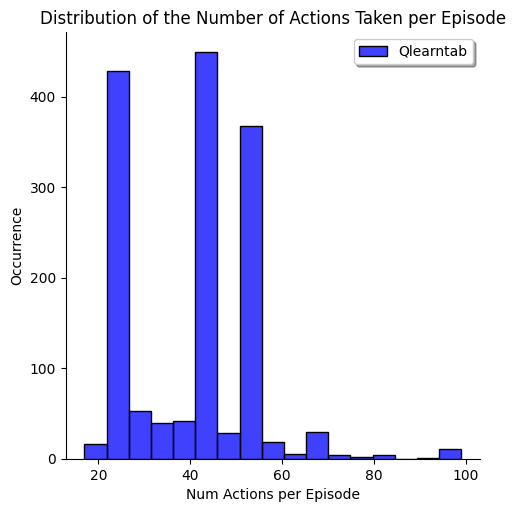 Distribution of the Number of Actions Taken per Episode
Qlearntab
400
300
200
100
0
Occurrence
20 40 60 80 100
Num Actions per Episode